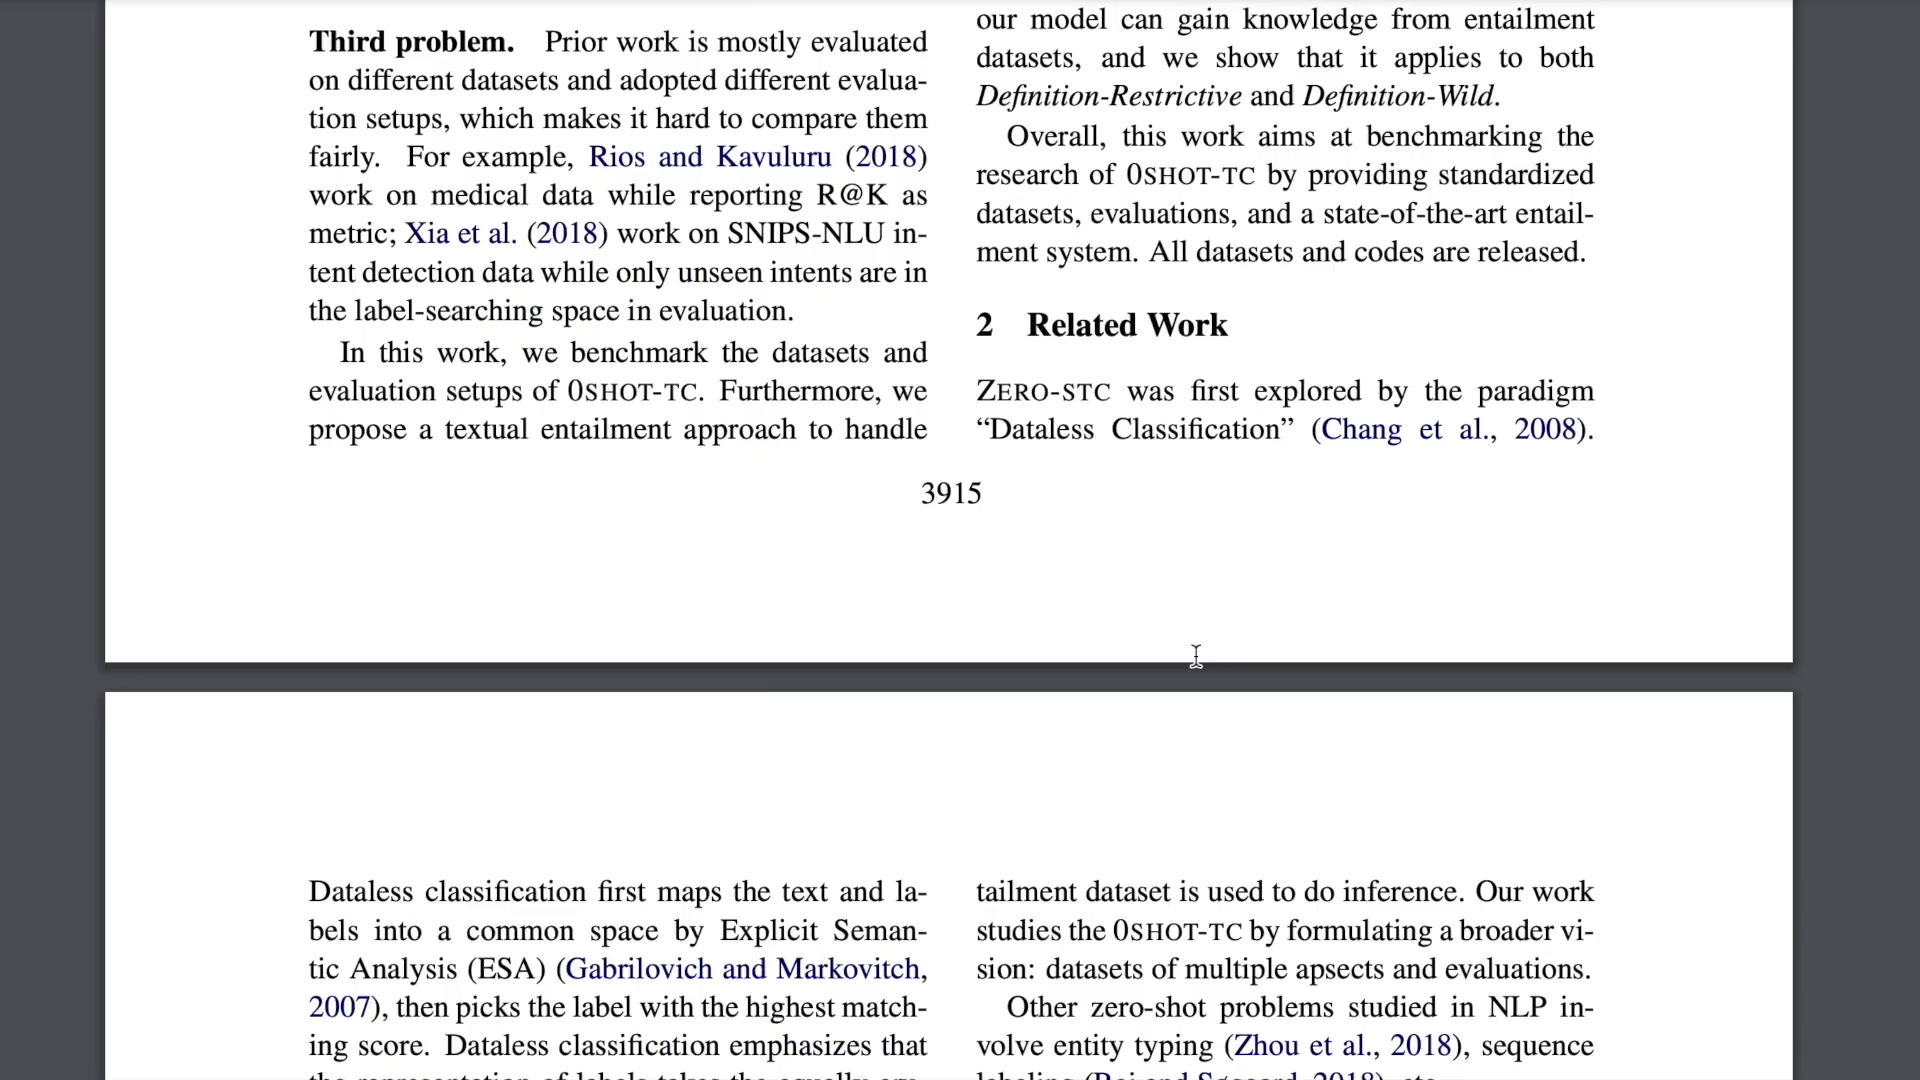 Third problem. Prior work is mostly evaluated
on different datasets and adopted different evalua-
tion setups, which makes it hard to compare them
fairly. For example, Rios and Kavuluru (2018)
work on medical data while reporting R@K as
metric; Xia et al. (2018) work on SNIPS-NLU in-
tent detection data while only unseen intents are in
the label-searching space in evaluation.
In this work, we benchmark the datasets and
evaluation setups of 0SHOT-TC. Furthermore, we
propose a textual entailment approach to handle
our model can gain knowledge from entailment
datasets, and we show that it applies to both
Definition-Restrictive and Definition-Wild.
Overall, this work aims at benchmarking the
research of 0SHOT-TC by providing standardized
datasets, evaluations, and a state-of-the-art entail-
ment system. All datasets and codes are released.
2 Related Work
ZERO-STC was first explored by the paradigm
“Dataless Classification” (Chang et al., 2008).
3915
Dataless classification first maps the text and la-
bels into a common space by Explicit Seman-
tic Analysis (ESA) (Gabrilovich and Markovitch,
2007), then picks the label with the highest match-
ing score. Dataless classification emphasizes that
tailment dataset is used to do inference. Our work
studies the 0SHOT-TC by formulating a broader vi-
sion: datasets of multiple apsects and evaluations.
Other zero-shot problems studied in NLP in-
volve entity typing (Zhou et al., 2018), sequence